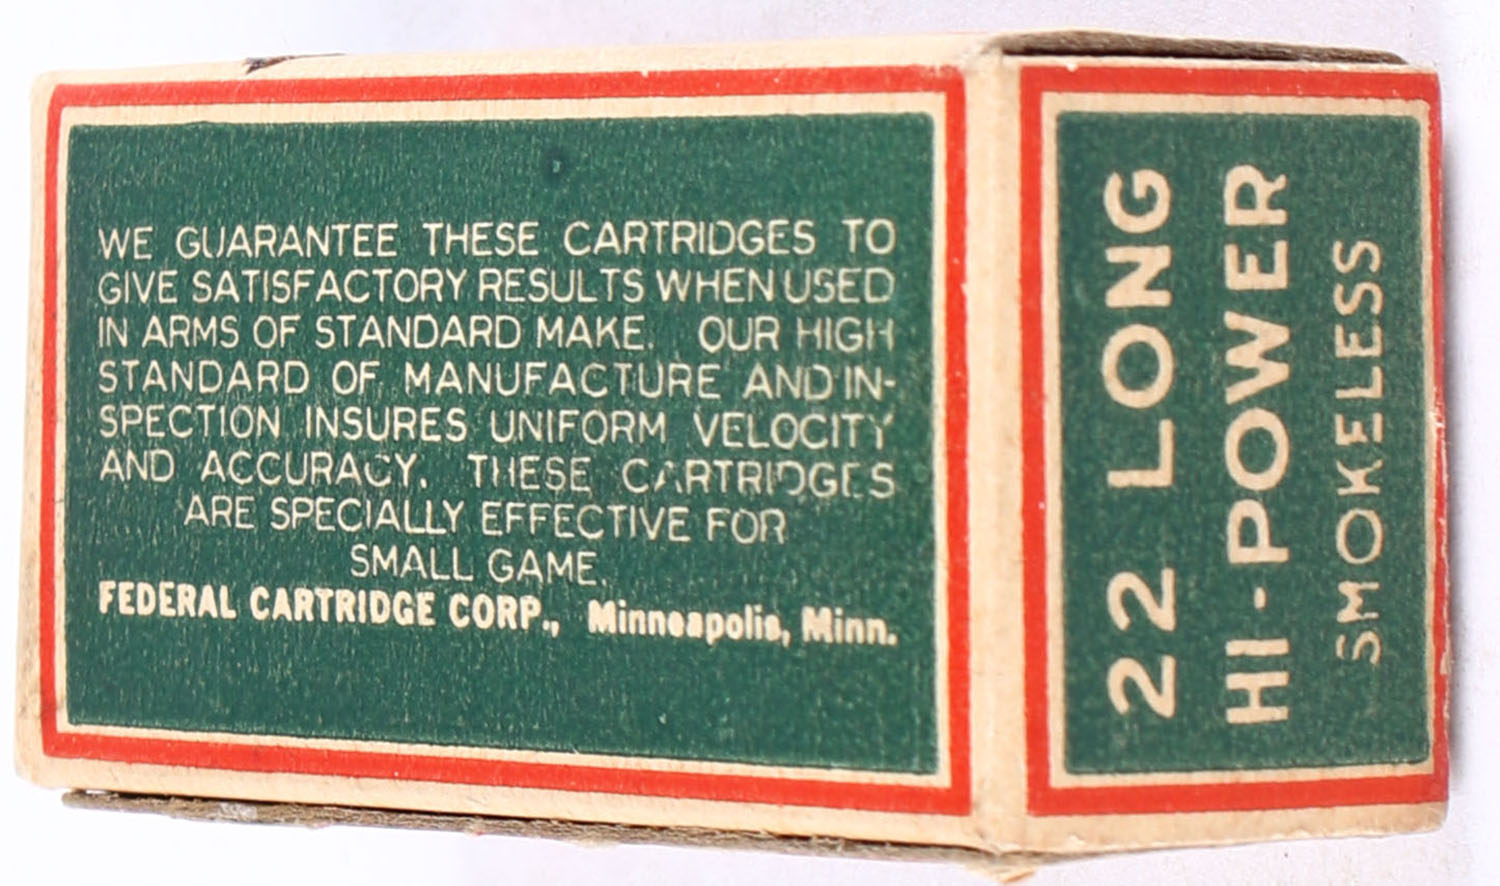 WE GUARANTEE THESE CARTRIDGES TO
GIVE SATISFACTORY RESULTS WHEN USED
IN ARMS OF STANDARD MAKE. OUR HIGH
STANDARD OF MANUFACTURE AND IN-
SPECTION INSURES UNIFORM VELOCITY
AND ACCURACY. THESE CARTRIDGES
ARE SPECIALLY EFFECTIVE FOR
SMALL GAME.
FEDERAL CARTRIDGE CORP., Minneapolis, Minn.
22 LONG
HI-POWER
SMOKELESS